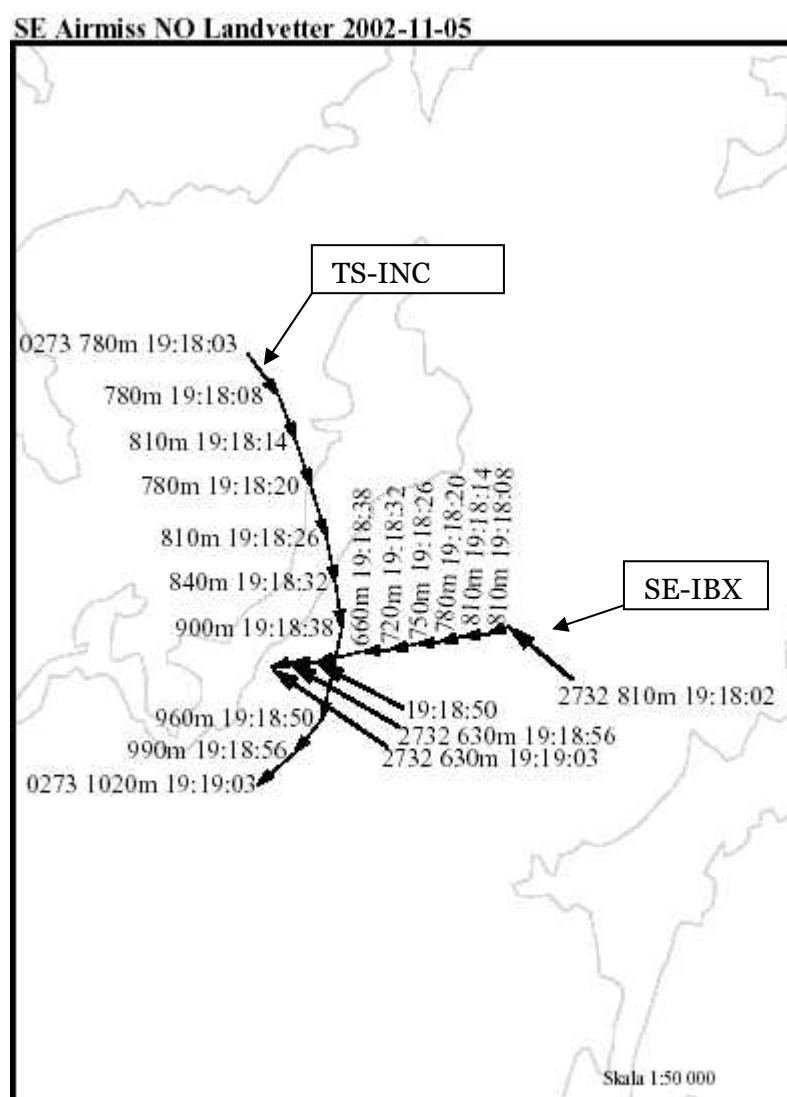 SE Airmiss NO Landvetter 2002-11-05
TS-INC
0273 780m 19:18:03
780m 19:18:08
810m 19:18:14
780m 19:18:20
810m 19:18:26
840m 19:18:32
900m 19:18:38
660m 19:18:38
720m 19:18:32
750m 19:18:26
780m 19:18:20
810m 19:18:14
810m 19:18:08
SE-IBX
2732 810m 19:18:02
960m 19:18:50
19:18:50
990m 19:18:56
2732 630m 19:18:56
0273 1020m 19:19:03
2732 630m 19:19:03
Skala 1:50 000